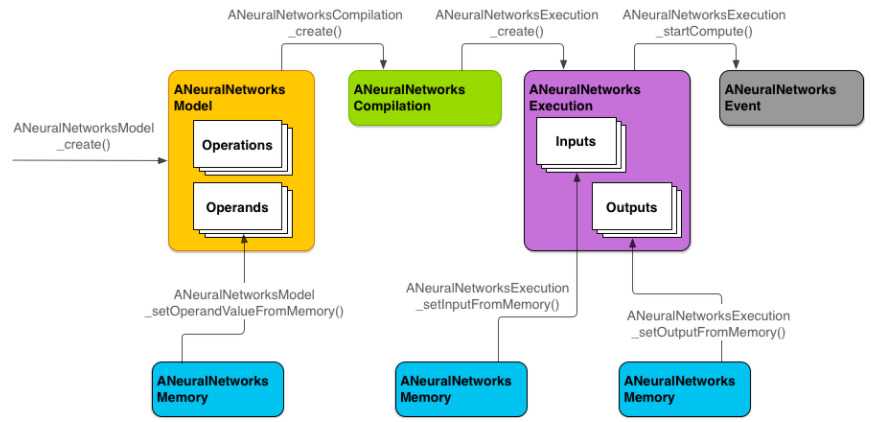 ANeuralNetworksCompilation
_create()
ANeuralNetworksExecution
_create()
ANeuralNetworksExecution
_startCompute()
ANeuralNetworksModel
_create()
ANeuralNetworks
Model
Operations
Operands
ANeuralNetworks
Compilation
ANeuralNetworks
Execution
Inputs
Outputs
ANeuralNetworks
Event
ANeuralNetworksModel
_setOperandValueFromMemory()
ANeuralNetworksExecution
_setInputFromMemory()
ANeuralNetworksExecution
_setOutputFromMemory()
ANeuralNetworks
Memory
ANeuralNetworks
Memory
ANeuralNetworks
Memory